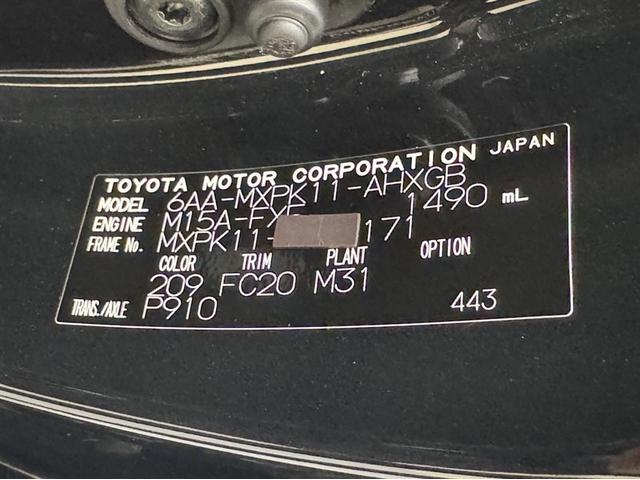 TOYOTA MOTOR CORPORATION JAPAN
MODEL 6AA-MXPK11-AHXGB
ENGINE M15A-FX 1490 mL
FRAME No. MXPK11- 171
COLOR TRIM PLANT OPTION
209 FC20 M31
TRANS./AXLE P910 443